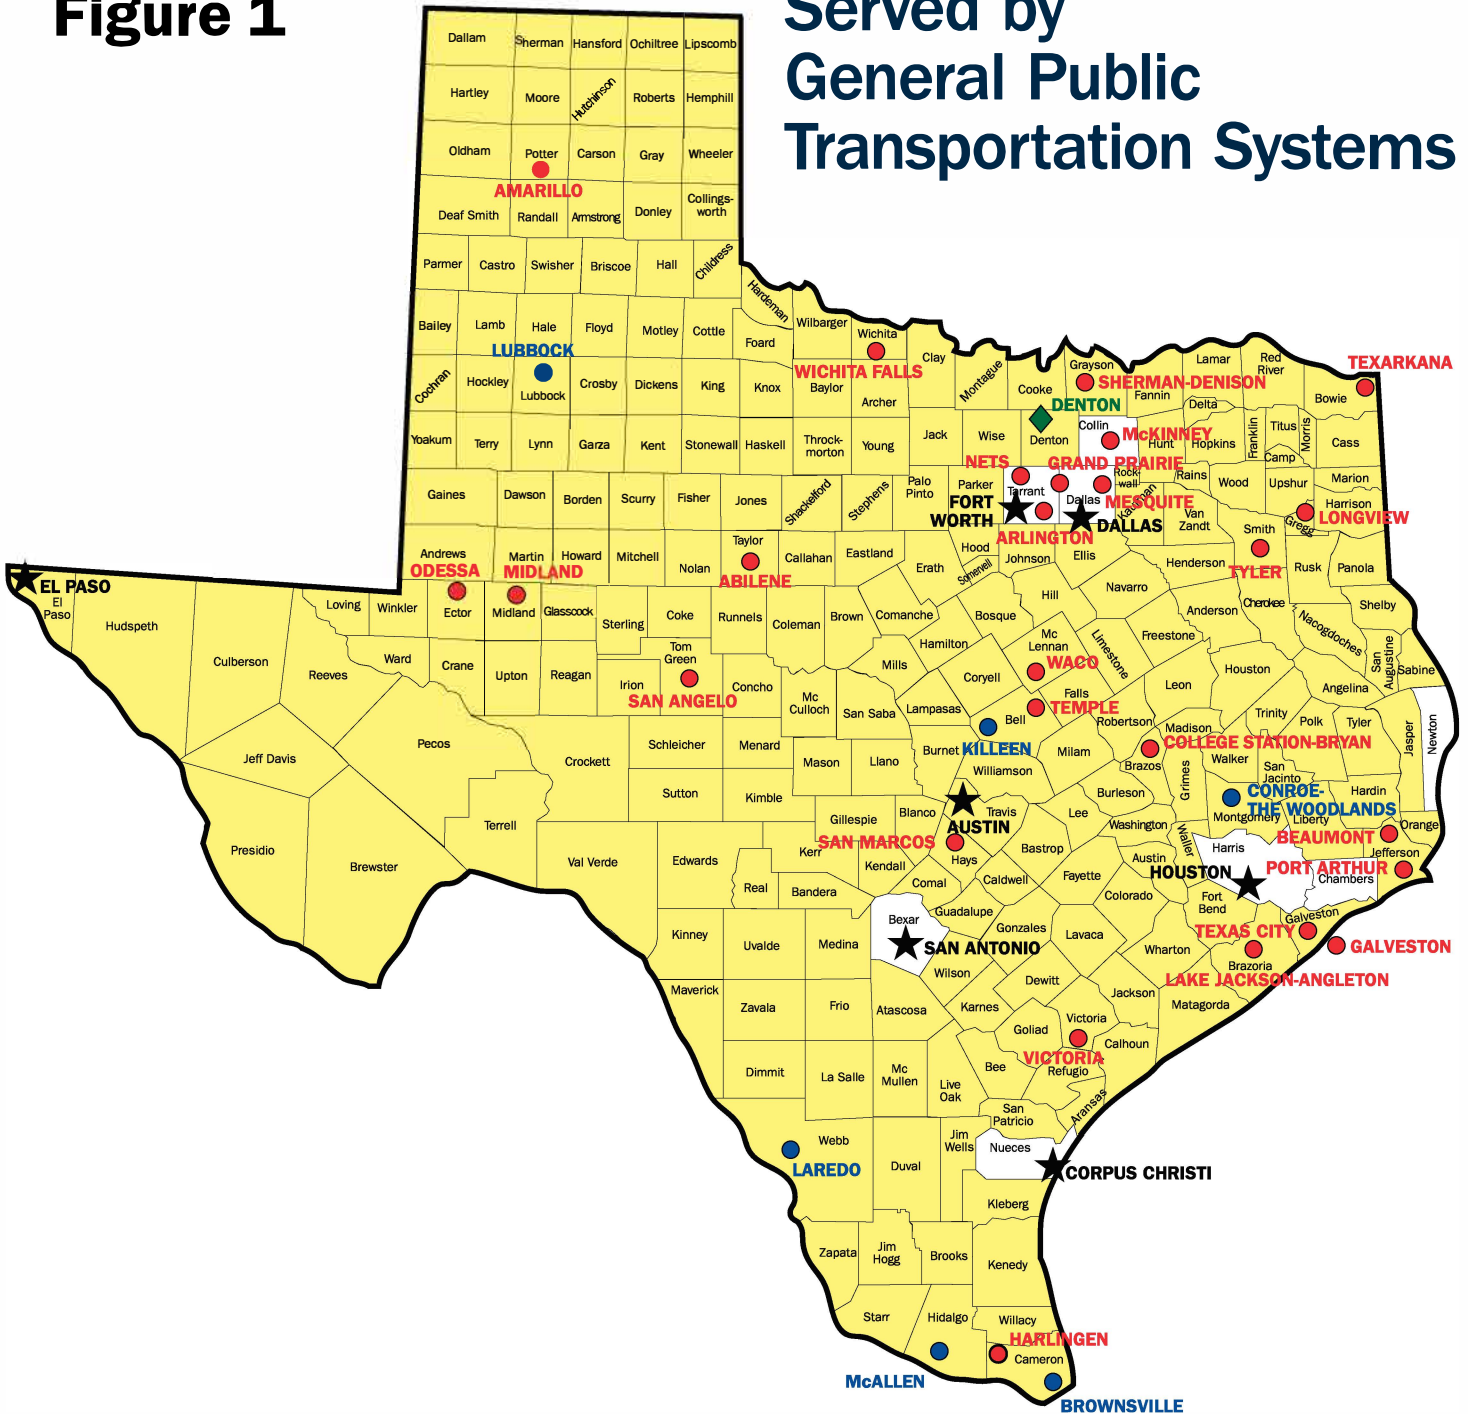 Figure 1
Served by
General Public
Transportation Systems
Dallam
Sherman
Hansford
Ochiltree
Lipscomb
Hartley
Moore
Hutchinson
Roberts
Hemphill
Oldham
Potter
Carson
Gray
Wheeler
AMARILLO
Deaf Smith
Randall
Armstrong
Donley
Collings-
worth
Parmer
Castro
Swisher
Briscoe
Hall
Childress
Hardeman
Bailey
Lamb
Hale
Floyd
Motley
Cottle
Foard
Wilbarger
Wichita
LUBBOCK
WICHITA FALLS
Clay
Montague
Cooke
Grayson
SHERMAN-DENISON
Fannin
Lamar
Red
River
TEXARKANA
Bowie
Cochran
Hockley
Lubbock
Crosby
Dickens
King
Knox
Baylor
Archer
DENTON
Denton
Collin
McKINNEY
Hunt
Delta
Hopkins
Franklin
Titus
Camp
Morris
Cass
Yoakum
Terry
Lynn
Garza
Kent
Stonewall
Haskell
Throck-
morton
Young
Jack
Wise
NETS
GRAND PRAIRIE
Gaines
Dawson
Borden
Scurry
Fisher
Jones
Shackelford
Stephens
Palo
Pinto
Parker
Tarrant
Dallas
Rock-
wall
Kaufman
MESQUITE
FORT
WORTH
DALLAS
ARLINGTON
Rains
Wood
Upshur
Marion
Harrison
Van
Zandt
Smith
Gregg
LONGVIEW
TYLER
Andrews
ODESSA
Martin
MIDLAND
Howard
Mitchell
Nolan
Taylor
ABILENE
Callahan
Eastland
Erath
Hood
Somervell
Johnson
Ellis
Henderson
Rusk
Panola
EL PASO
El
Paso
Hudspeth
Culberson
Reeves
Loving
Winkler
Ector
Midland
Glasscock
Sterling
Coke
Runnels
Coleman
Brown
Comanche
Bosque
Hill
Navarro
Anderson
Cherokee
Nacogdoches
Shelby
Ward
Crane
Upton
Reagan
Irion
Tom
Green
SAN ANGELO
Concho
Mc
Culloch
San Saba
Mills
Hamilton
Coryell
Mc
Lennan
WACO
Limestone
Freestone
Leon
Houston
Angelina
San
Augustine
Sabine
Lampasas
Bell
TEMPLE
Falls
KILLEEN
Robertson
Madison
Trinity
Polk
Tyler
Jasper
Newton
Jeff Davis
Pecos
Crockett
Schleicher
Menard
Mason
Llano
Burnet
Williamson
Milam
COLLEGE STATION-BRYAN
Brazos
Grimes
Walker
San
Jacinto
Hardin
Presidio
Brewster
Terrell
Val Verde
Sutton
Kimble
Gillespie
Blanco
Travis
AUSTIN
Lee
Burleson
Washington
CONROE-
THE WOODLANDS
Montgomery
Liberty
Orange
BEAUMONT
Edwards
Real
Kerr
Bandera
Kendall
SAN MARCOS
Hays
Comal
Caldwell
Bastrop
Fayette
Austin
Waller
Colorado
Harris
HOUSTON
PORT ARTHUR
Jefferson
Chambers
Kinney
Uvalde
Medina
Bexar
SAN ANTONIO
Guadalupe
Gonzales
Lavaca
Wharton
Fort
Bend
TEXAS CITY
Galveston
GALVESTON
Brazoria
LAKE JACKSON-ANGLETON
Matagorda
Maverick
Zavala
Frio
Atascosa
Wilson
Karnes
Dewitt
Jackson
Victoria
VICTORIA
Goliad
Calhoun
Refugio
Dimmit
La Salle
Mc
Mullen
Live
Oak
Bee
Aransas
San
Patricio
Webb
LAREDO
Duval
Jim
Wells
Nueces
CORPUS CHRISTI
Kleberg
Zapata
Jim
Hogg
Brooks
Kenedy
Starr
Hidalgo
Willacy
HARLINGEN
Cameron
McALLEN
BROWNSVILLE